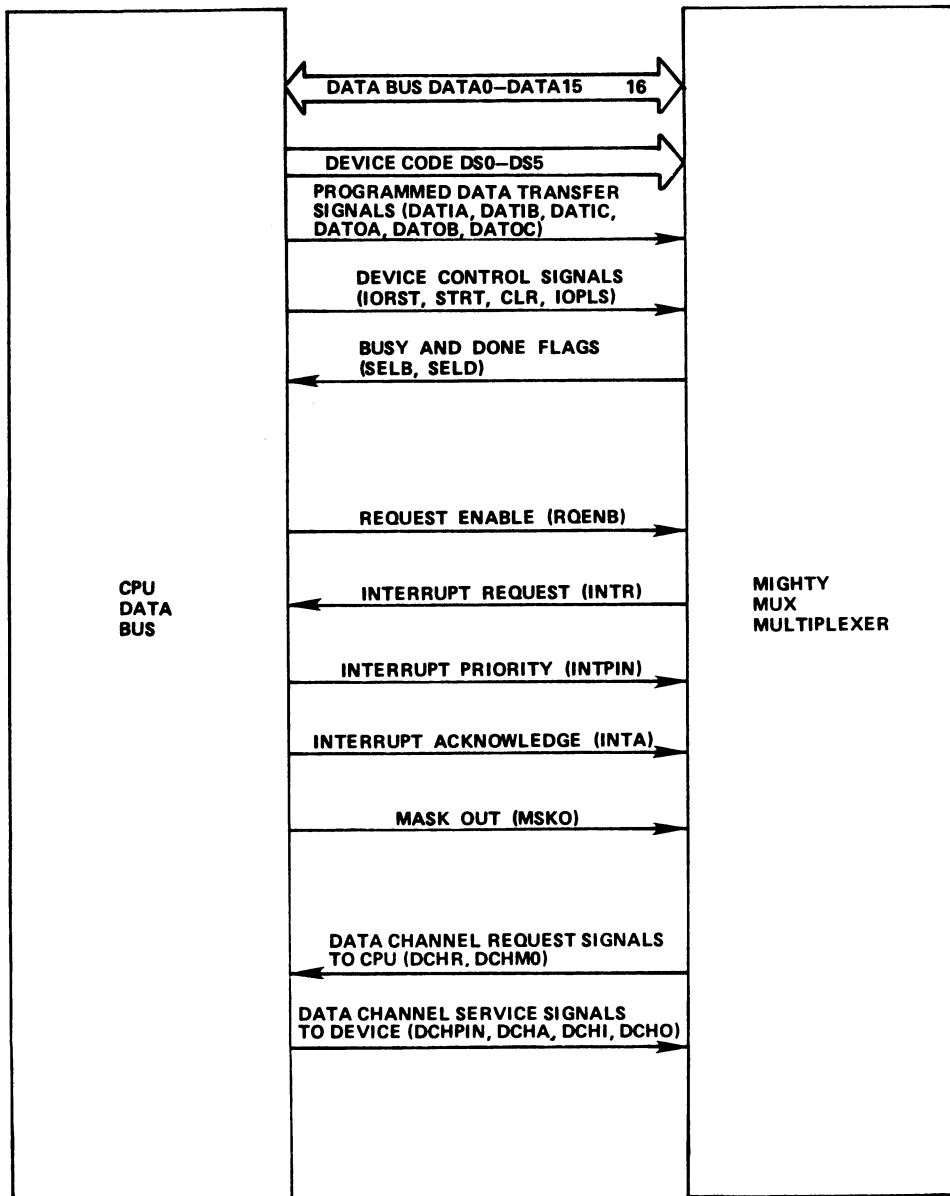 DATA BUS DATA0–DATA15 16
DEVICE CODE DS0–DS5
PROGRAMMED DATA TRANSFER
SIGNALS (DATIA, DATIB, DATIC,
DATOA, DATOB, DATOC)
DEVICE CONTROL SIGNALS
(IORST, STRT, CLR, IOPLS)
BUSY AND DONE FLAGS
(SELB, SELD)
REQUEST ENABLE (RQENB)
CPU
DATA
BUS
INTERRUPT REQUEST (INTR)
MIGHTY
MUX
MULTIPLEXER
INTERRUPT PRIORITY (INTPIN)
INTERRUPT ACKNOWLEDGE (INTA)
MASK OUT (MSKO)
DATA CHANNEL REQUEST SIGNALS
TO CPU (DCHR, DCHM0)
DATA CHANNEL SERVICE SIGNALS
TO DEVICE (DCHPIN, DCHA, DCHI, DCHO)